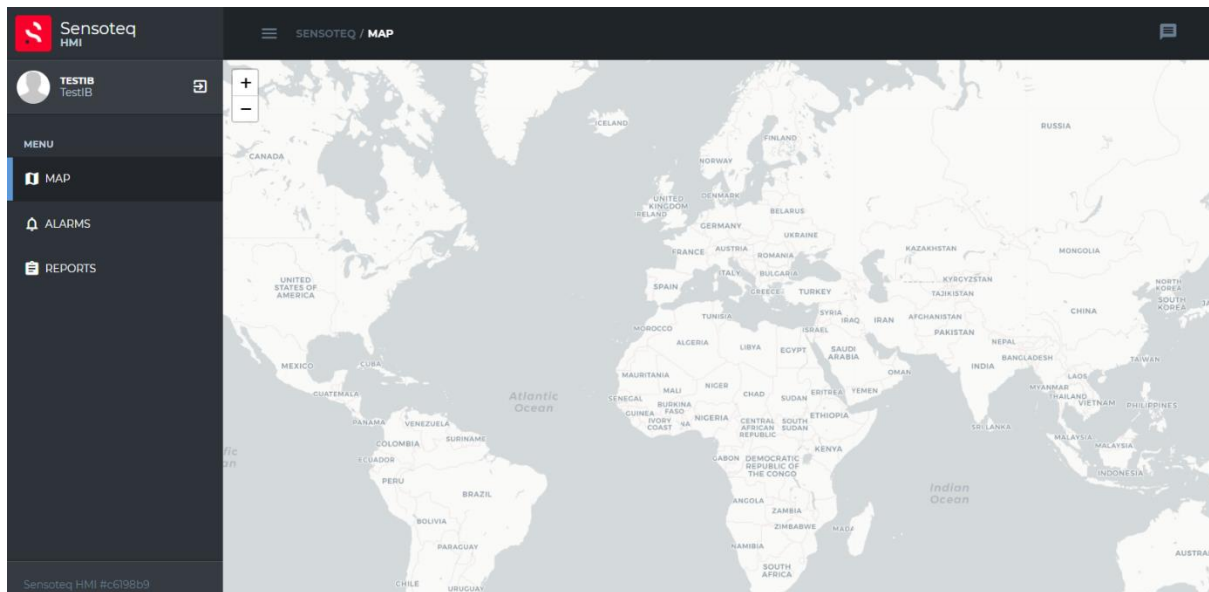 Sensoteq
HMI
SENSOTEQ / MAP
TESTIB
TestIB
MENU
MAP
ALARMS
REPORTS
Sensoteq HMI #c6198b9
+
−
ICELAND
RUSSIA
FINLAND
CANADA
NORWAY
UNITED
KINGDOM
DENMARK
IRELAND
BELARUS
GERMANY
UKRAINE
FRANCE
AUSTRIA
ROMANIA
KAZAKHSTAN
MONGOLIA
ITALY
BULGARIA
UNITED
STATES OF
AMERICA
SPAIN
GREECE
TURKEY
KYRGYZSTAN
TAJIKISTAN
NORTH
KOREA
SOUTH
KOREA
TUNISIA
SYRIA
IRAQ
IRAN
AFGHANISTAN
CHINA
MOROCCO
ISRAEL
PAKISTAN
ALGERIA
LIBYA
EGYPT
SAUDI
ARABIA
NEPAL
BANGLADESH
TAIWAN
MEXICO
CUBA
OMAN
INDIA
MAURITANIA
LAOS
MYANMAR
THAILAND
VIETNAM
PHILIPPINES
GUATEMALA
Atlantic
Ocean
SENEGAL
MALI
NIGER
CHAD
SUDAN
ERITREA
YEMEN
BURKINA
FASO
GUINEA
IVORY
COAST
NA
NIGERIA
CENTRAL
AFRICAN
REPUBLIC
SOUTH
SUDAN
ETHIOPIA
SRI LANKA
PANAMA
VENEZUELA
MALAYSIA
MALAYSIA
COLOMBIA
SURINAME
KENYA
fic
an
ECUADOR
GABON
DEMOCRATIC
REPUBLIC OF
THE CONGO
INDONESIA
PERU
BRAZIL
Indian
Ocean
ANGOLA
ZAMBIA
BOLIVIA
ZIMBABWE
MADA
PARAGUAY
NAMIBIA
AUSTRA
SOUTH
AFRICA
CHILE
URUGUAY